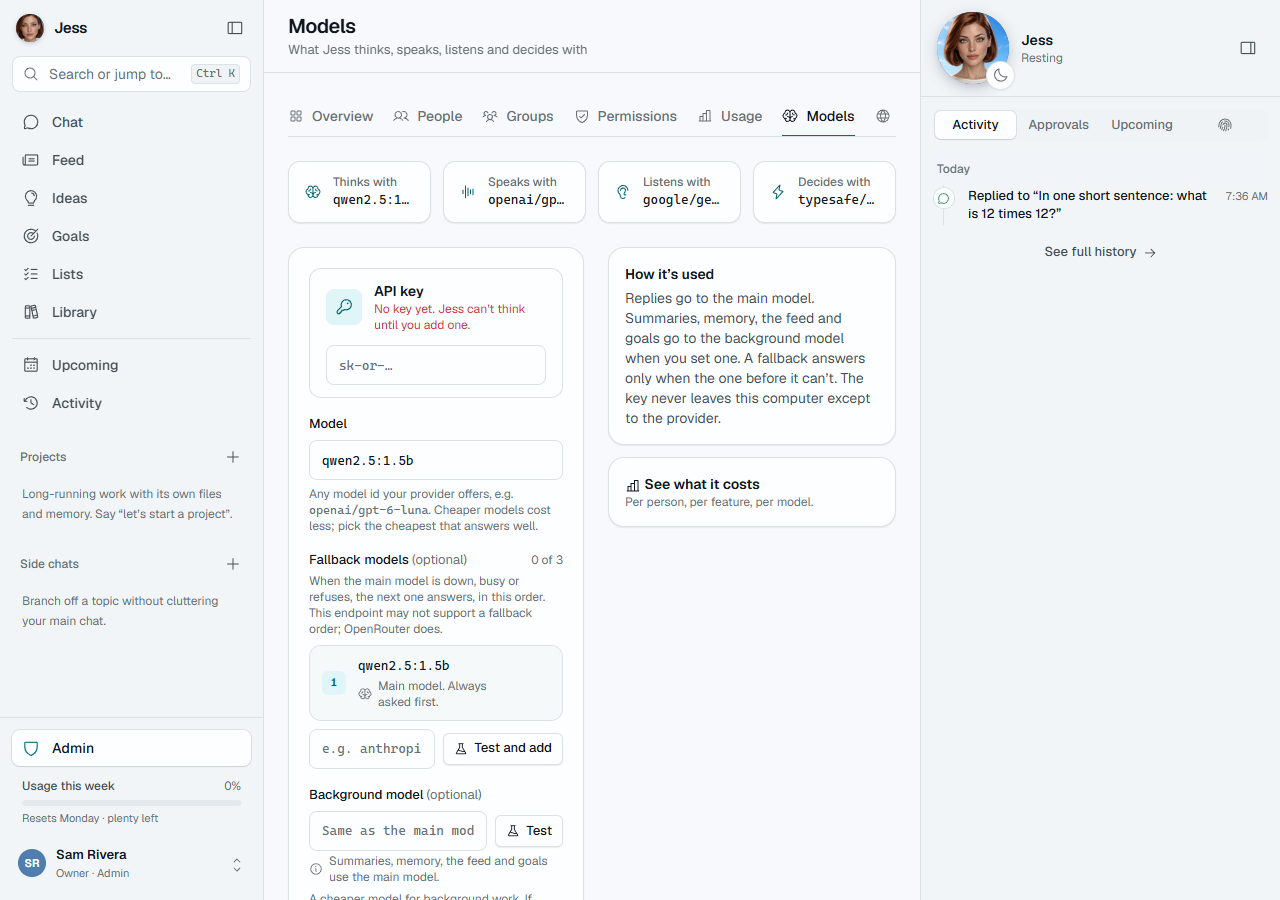 Jess
Search or jump to...
Ctrl K
Chat
Feed
Ideas
Goals
Lists
Library
Upcoming
Activity
Projects
Long-running work with its own files
and memory. Say “let’s start a project”.
Side chats
Branch off a topic without cluttering
your main chat.
Admin
Usage this week 0%
Resets Monday · plenty left
SR
Sam Rivera
Owner · Admin
Models
What Jess thinks, speaks, listens and decides with
Overview People Groups Permissions Usage Models
Thinks with
qwen2.5:1…
Speaks with
openai/gp…
Listens with
google/ge…
Decides with
typesafe/…
API key
No key yet. Jess can’t think
until you add one.
sk-or-…
Model
qwen2.5:1.5b
Any model id your provider offers, e.g.
openai/gpt-6-luna. Cheaper models cost
less; pick the cheapest that answers well.
Fallback models (optional) 0 of 3
When the main model is down, busy or
refuses, the next one answers, in this order.
This endpoint may not support a fallback
order; OpenRouter does.
1
qwen2.5:1.5b
Main model. Always
asked first.
e.g. anthropi
Test and add
Background model (optional)
Same as the main mod
Test
Summaries, memory, the feed and goals
use the main model.
A cheaper model for background work. If
How it’s used
Replies go to the main model.
Summaries, memory, the feed and
goals go to the background model
when you set one. A fallback answers
only when the one before it can’t. The
key never leaves this computer except
to the provider.
See what it costs
Per person, per feature, per model.
Jess
Resting
Activity Approvals Upcoming
Today
Replied to “In one short sentence: what
is 12 times 12?”
7:36 AM
See full history →